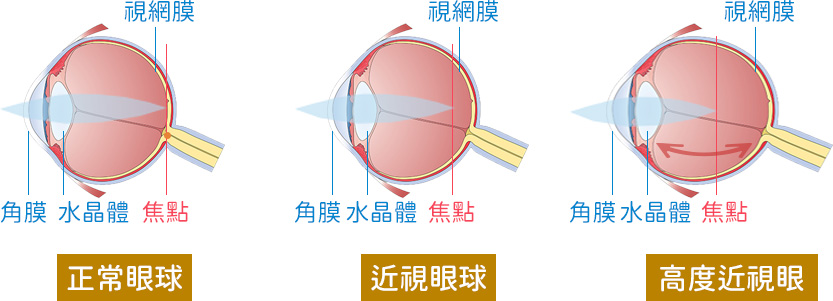 視網膜
角膜 水晶體 焦點
正常眼球
視網膜
角膜 水晶體 焦點
近視眼球
視網膜
角膜 水晶體 焦點
高度近視眼